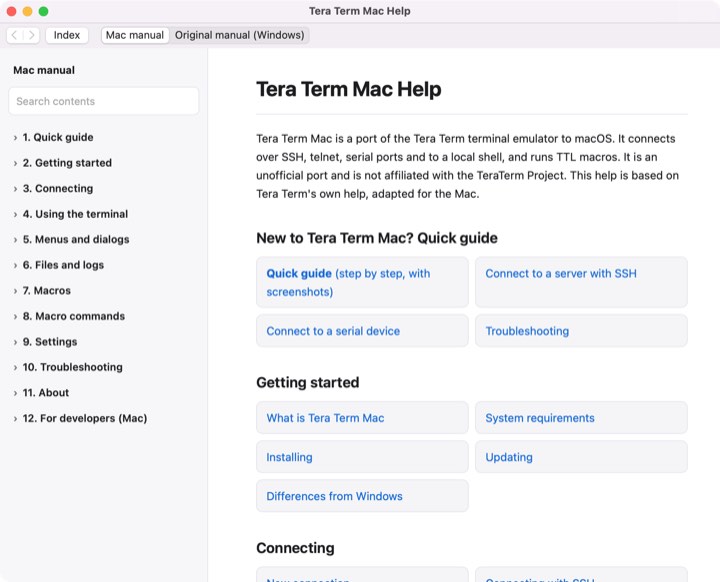 Tera Term Mac Help
Index
Mac manual
Original manual (Windows)
Mac manual
Search contents
1. Quick guide
2. Getting started
3. Connecting
4. Using the terminal
5. Menus and dialogs
6. Files and logs
7. Macros
8. Macro commands
9. Settings
10. Troubleshooting
11. About
12. For developers (Mac)
Tera Term Mac Help
Tera Term Mac is a port of the Tera Term terminal emulator to macOS. It connects
over SSH, telnet, serial ports and to a local shell, and runs TTL macros. It is an
unofficial port and is not affiliated with the TeraTerm Project. This help is based on
Tera Term's own help, adapted for the Mac.
New to Tera Term Mac? Quick guide
Quick guide (step by step, with
screenshots)
Connect to a server with SSH
Connect to a serial device
Troubleshooting
Getting started
What is Tera Term Mac
System requirements
Installing
Updating
Differences from Windows
Connecting
New connection
Connecting with SSH